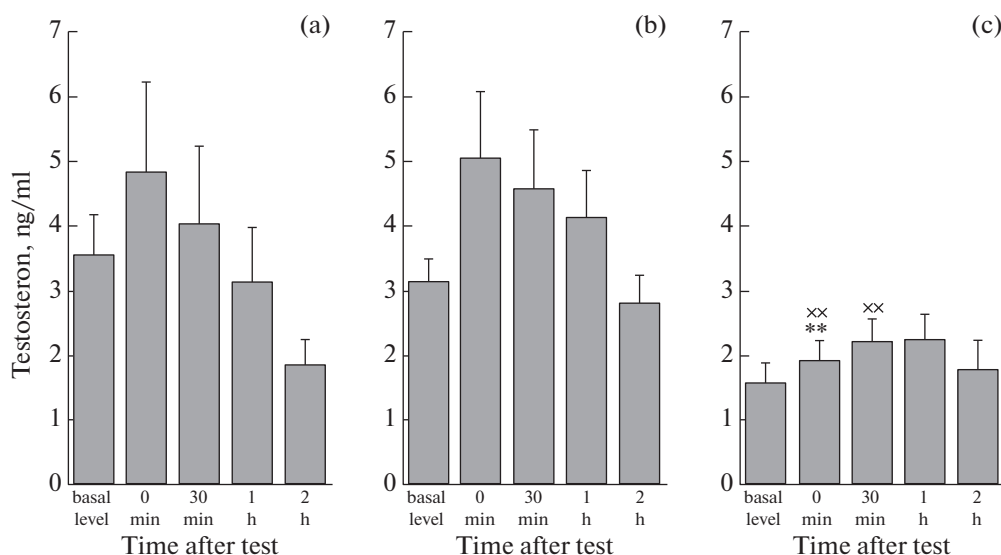 (a)
(b)
(c)
Testosteron, ng/ml
7
6
5
4
3
2
1
0
basal level
0 min
30 min
1 h
2 h
Time after test
7
6
5
4
3
2
1
0
basal level
0 min
30 min
1 h
2 h
Time after test
7
6
5
4
3
2
1
0
××
**
××
basal level
0 min
30 min
1 h
2 h
Time after test